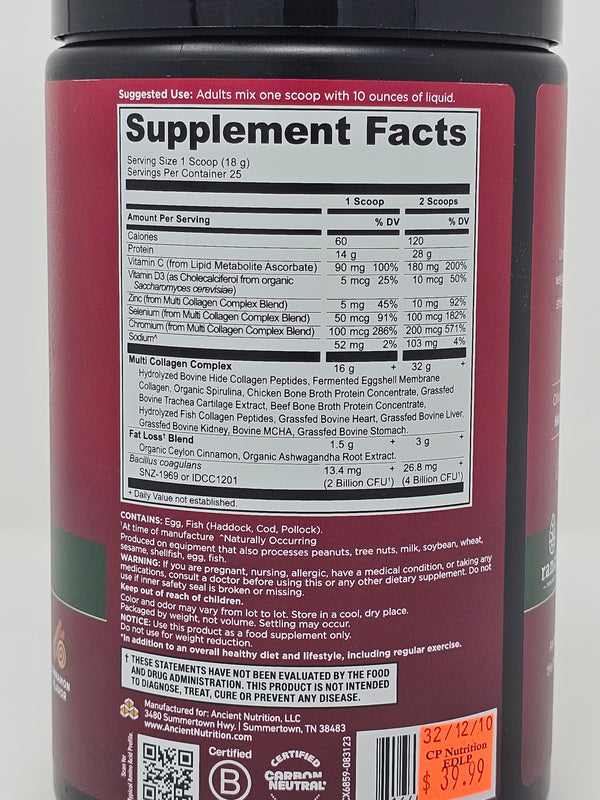 Suggested Use: Adults mix one scoop with 10 ounces of liquid.
Supplement Facts
Serving Size 1 Scoop (18 g)
Servings Per Container 25
1 Scoop 2 Scoops
Amount Per Serving % DV % DV
Calories 60 120
Protein 14 g 28 g
Vitamin C (from Lipid Metabolite Ascorbate) 90 mg 100% 180 mg 200%
Vitamin D3 (as Cholecalciferol from organic 5 mcg 25% 10 mcg 50%
Saccharomyces cerevisiae)
Zinc (from Multi Collagen Complex Blend) 5 mg 45% 10 mg 92%
Selenium (from Multi Collagen Complex Blend) 50 mcg 91% 100 mcg 182%
Chromium (from Multi Collagen Complex Blend) 100 mcg 286% 200 mcg 571%
Sodium^ 52 mg 2% 103 mg 4%
Multi Collagen Complex 16 g + 32 g +
Hydrolyzed Bovine Hide Collagen Peptides, Fermented Eggshell Membrane
Collagen, Organic Spirulina, Chicken Bone Broth Protein Concentrate, Grassfed
Bovine Trachea Cartilage Extract, Beef Bone Broth Protein Concentrate,
Hydrolyzed Fish Collagen Peptides, Grassfed Bovine Heart, Grassfed Bovine Liver,
Grassfed Bovine Kidney, Bovine MCHA, Grassfed Bovine Stomach.
Fat Loss† Blend 1.5 g + 3 g +
Organic Ceylon Cinnamon, Organic Ashwagandha Root Extract.
Bacillus coagulans 13.4 mg + 26.8 mg +
SNZ-1969 or IDCC1201 (2 Billion CFU¹) (4 Billion CFU¹)
+ Daily Value not established.
CONTAINS: Egg, Fish (Haddock, Cod, Pollock).
¹At time of manufacture ^Naturally Occurring
Produced on equipment that also processes peanuts, tree nuts, milk, soybean, wheat,
sesame, shellfish, egg, fish.
WARNING: If you are pregnant, nursing, allergic, have a medical condition, or taking any
medications, consult a doctor before using this or any other dietary supplement. Do not
use if inner safety seal is broken or missing.
Keep out of reach of children.
Color and odor may vary from lot to lot. Store in a cool, dry place.
Packaged by weight, not volume. Settling may occur.
NOTICE: Use this product as a food supplement only.
Do not use for weight reduction.
*In addition to an overall healthy diet and lifestyle, including regular exercise.
† THESE STATEMENTS HAVE NOT BEEN EVALUATED BY THE FOOD
AND DRUG ADMINISTRATION. THIS PRODUCT IS NOT INTENDED
TO DIAGNOSE, TREAT, CURE OR PREVENT ANY DISEASE.
Manufactured for: Ancient Nutrition, LLC
3480 Summertown Hwy. | Summertown, TN 38483
www.AncientNutrition.com
Scan for
Typical Amino Acid Profile.
Certified
B
CERTIFIED
CARBON
NEUTRAL
CX6859-083123
32/12/10
CP Nutrition
EDLP
$ 39.99